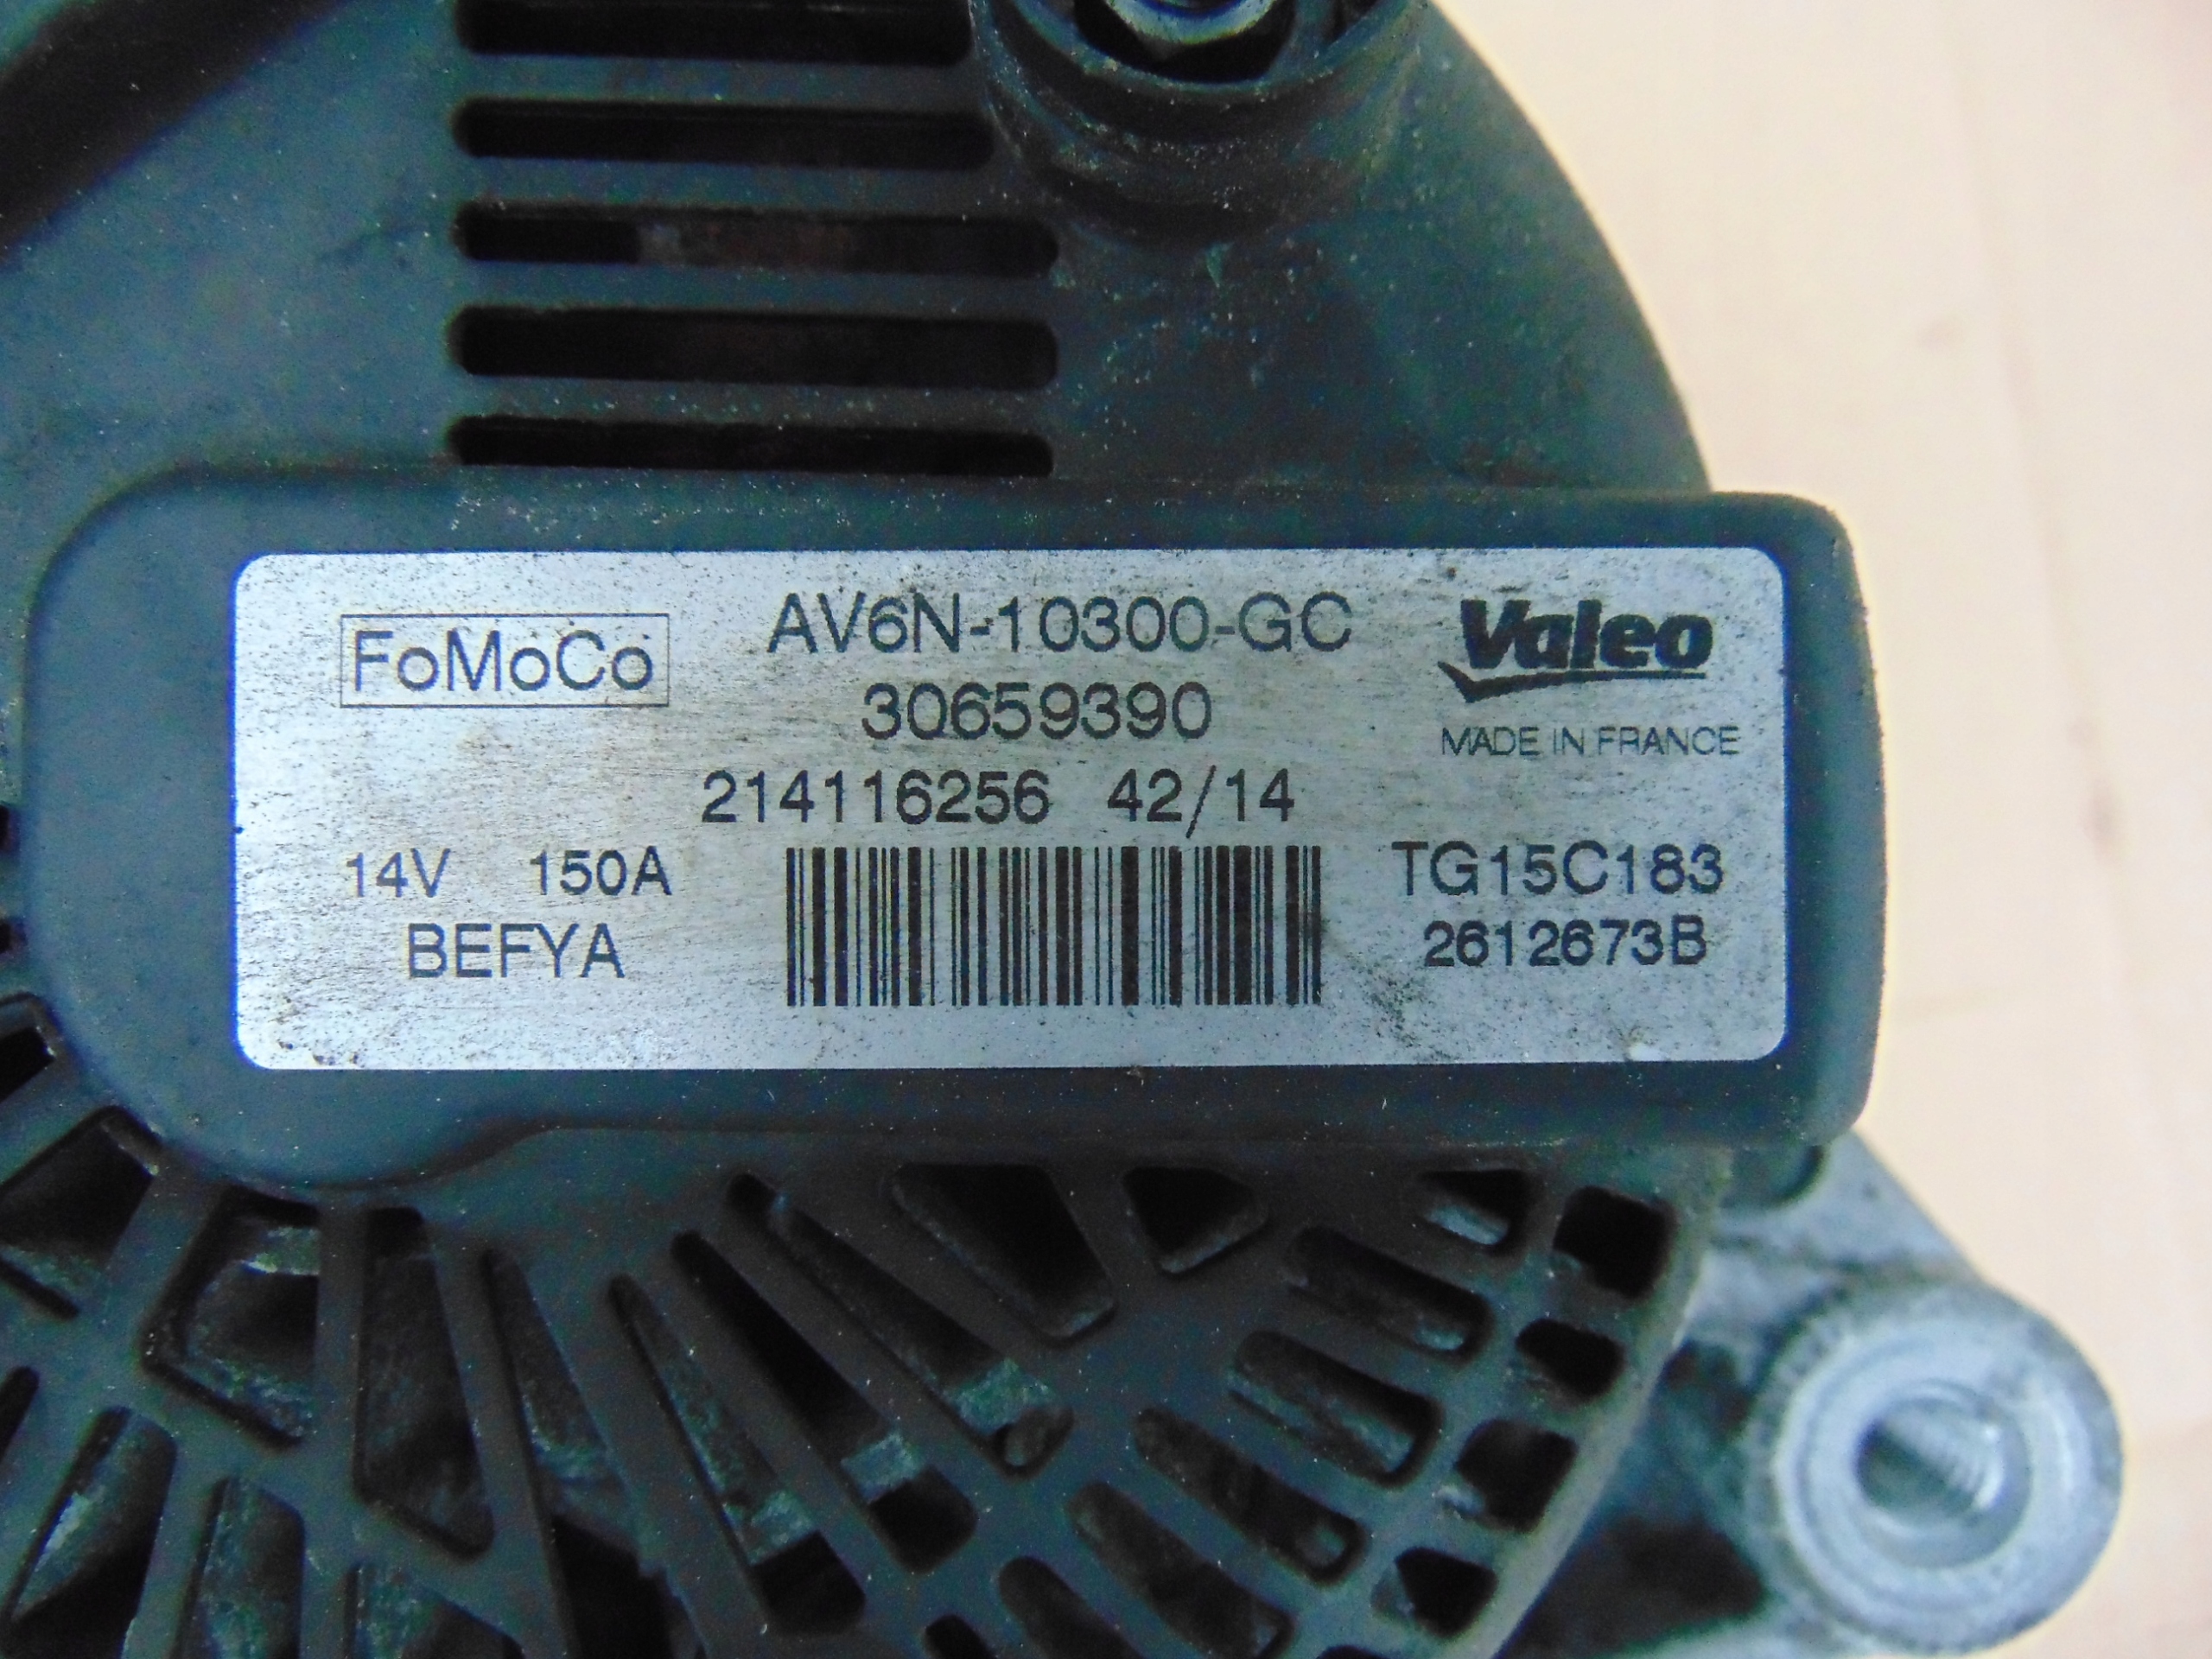 FoMoCo
AV6N-10300-GC
30659390
Valeo
MADE IN FRANCE
214116256 42/14
14V 150A
BEFYA
TG15C183
2612673B